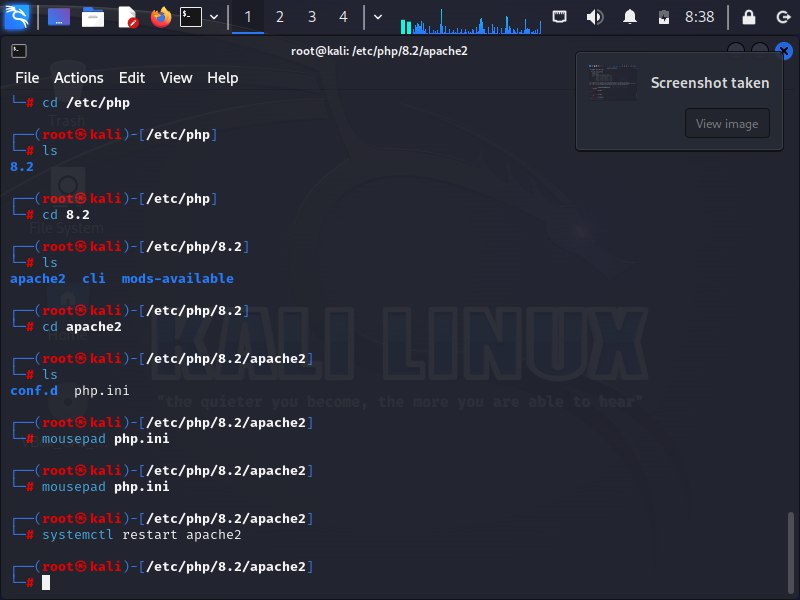 1 2 3 4 8:38
root@kali: /etc/php/8.2/apache2
File Actions Edit View Help
Screenshot taken
View image
└─# cd /etc/php
Trash
┌──(root㉿kali)-[/etc/php]
└─# ls
8.2
┌──(root㉿kali)-[/etc/php]
└─# cd 8.2
File System
┌──(root㉿kali)-[/etc/php/8.2]
└─# ls
apache2 cli mods-available
┌──(root㉿kali)-[/etc/php/8.2]
└─# cd apache2
Home
KALI LINUX
┌──(root㉿kali)-[/etc/php/8.2/apache2]
└─# ls
conf.d php.ini
"the quieter you become, the more you are able to hear"
┌──(root㉿kali)-[/etc/php/8.2/apache2]
└─# mousepad php.ini
┌──(root㉿kali)-[/etc/php/8.2/apache2]
└─# mousepad php.ini
┌──(root㉿kali)-[/etc/php/8.2/apache2]
└─# systemctl restart apache2
┌──(root㉿kali)-[/etc/php/8.2/apache2]
└─#